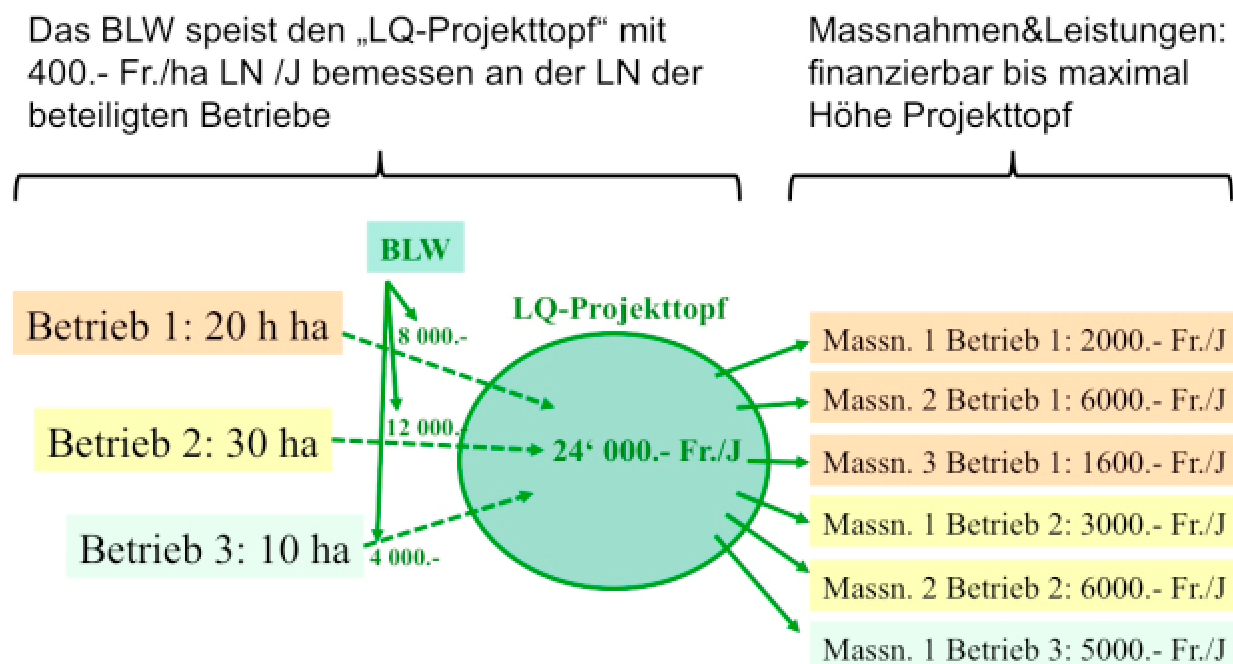 Das BLW speist den „LQ-Projekttopf“ mit
400.- Fr./ha LN /J bemessen an der LN der
beteiligten Betriebe
Massnahmen&Leistungen:
finanzierbar bis maximal
Höhe Projekttopf
BLW
LQ-Projekttopf
Betrieb 1: 20 h ha
8 000.-
Betrieb 2: 30 ha
12 000.-
24‘ 000.- Fr./J
Betrieb 3: 10 ha
4 000.-
Massn. 1 Betrieb 1: 2000.- Fr./J
Massn. 2 Betrieb 1: 6000.- Fr./J
Massn. 3 Betrieb 1: 1600.- Fr./J
Massn. 1 Betrieb 2: 3000.- Fr./J
Massn. 2 Betrieb 2: 6000.- Fr./J
Massn. 1 Betrieb 3: 5000.- Fr./J